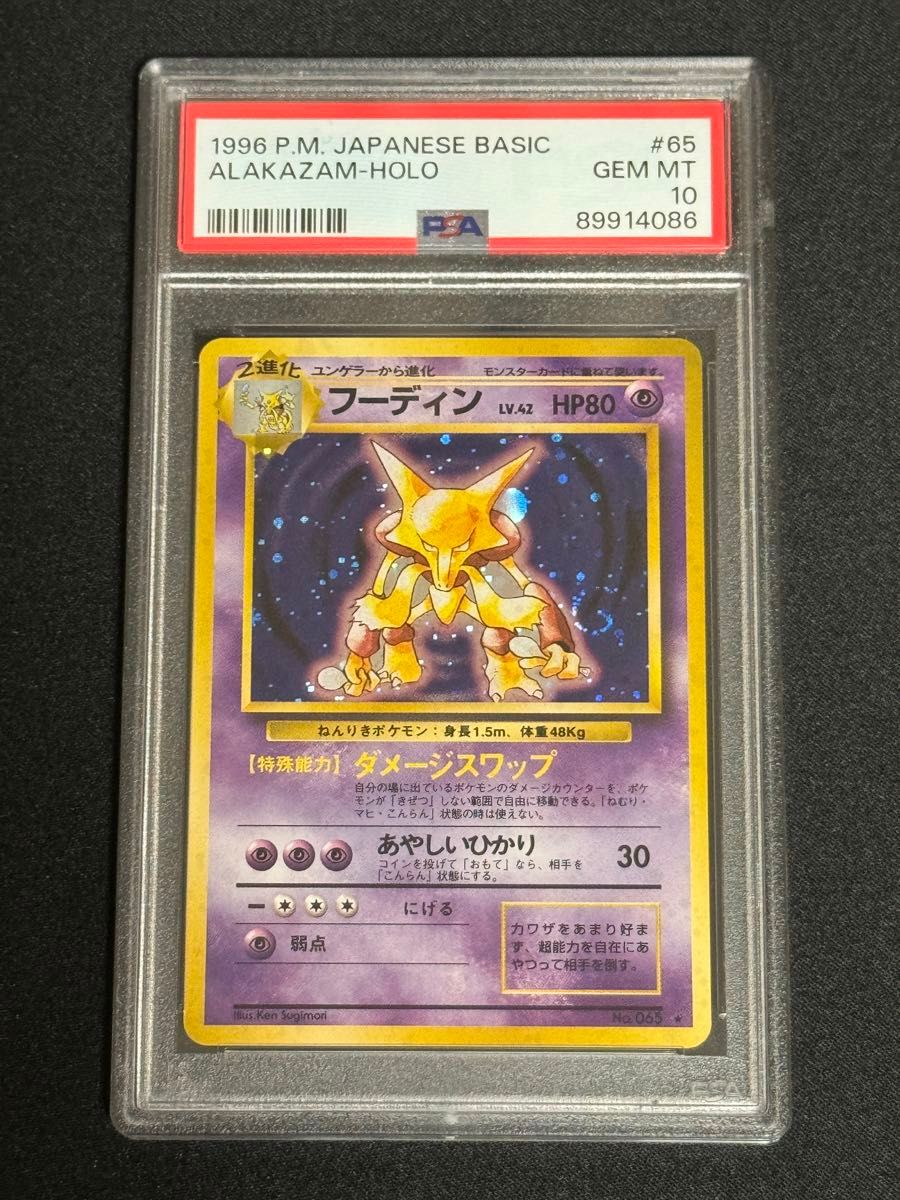 1996 P.M. JAPANESE BASIC #65
ALAKAZAM-HOLO GEM MT
10
PSA 89914086
2進化 ユンゲラーから進化 モンスターカードに重ねて使います。
フーディン LV.42 HP80
ねんりきポケモン：身長1.5m、体重48Kg
【特殊能力】ダメージスワップ
自分の場に出ているポケモンのダメージカウンターを、ポケ
モンが「きぜつ」しない範囲で自由に移動できる。「ねむり・
マヒ・こんらん」状態の時は使えない。
あやしいひかり 30
コインを投げて「おもて」なら、相手を
「こんらん」状態にする。
にげる
弱点
力ワザをあまり好ま
ず、超能力を自在にあ
やつって相手を倒す。
Illus.Ken Sugimori No.065 ★
PSA